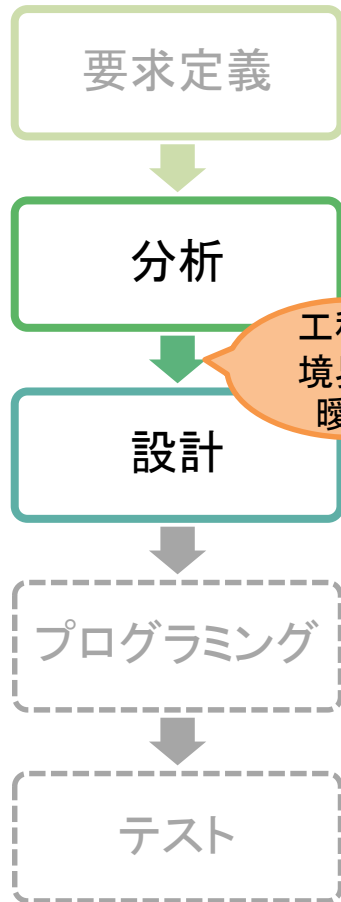 要求定義
分析
工
境
曖
設計
プログラミング
テスト